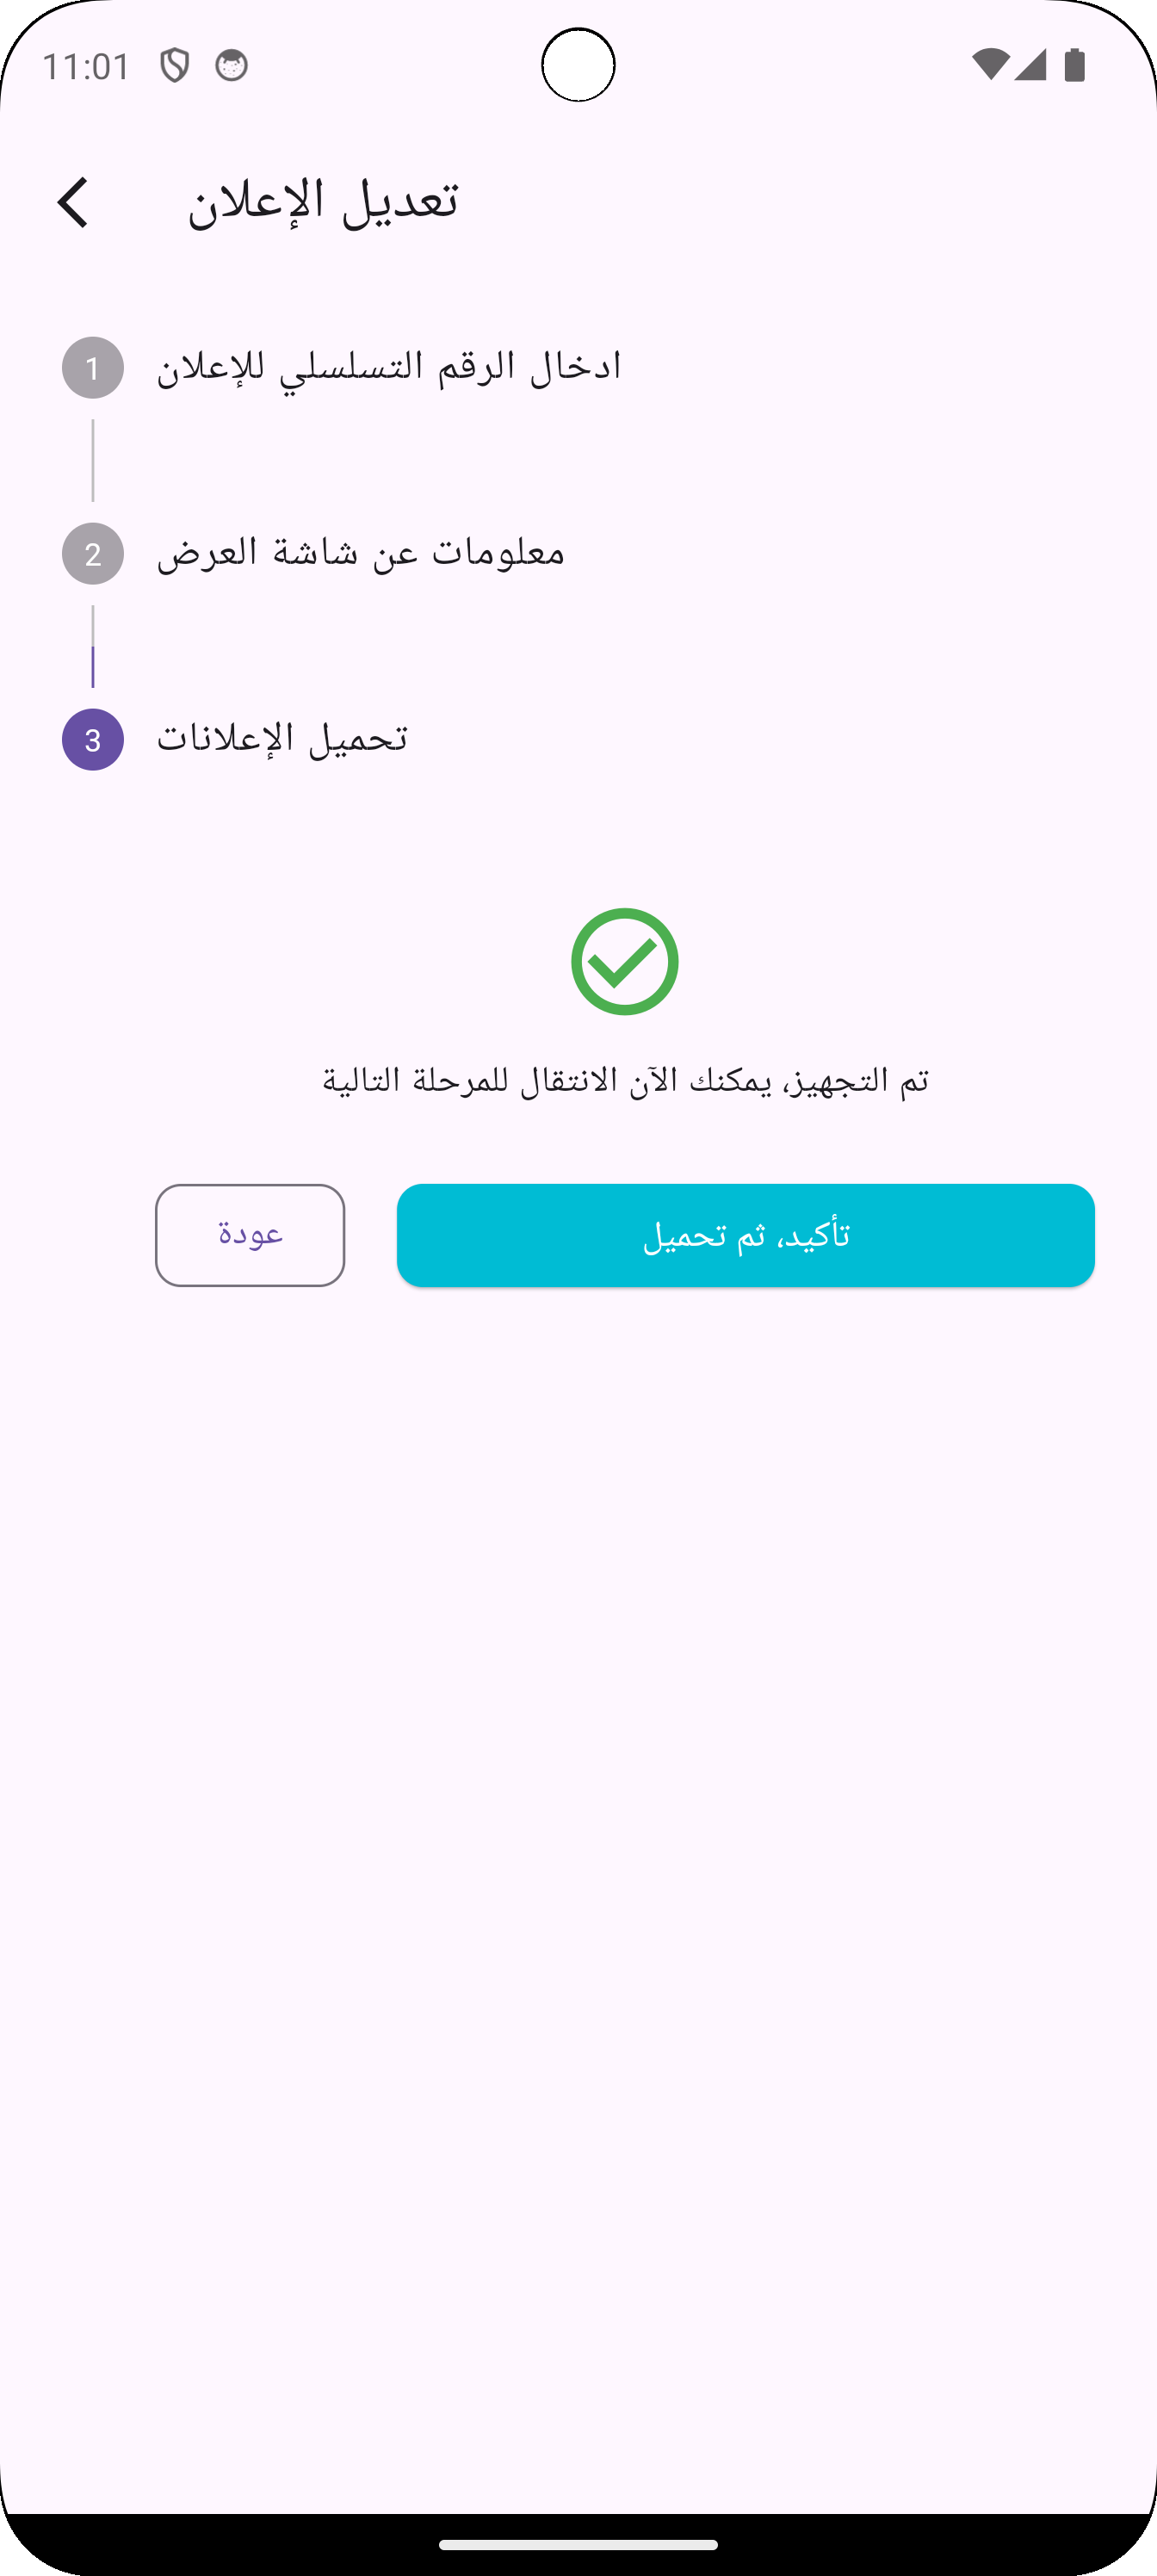 11:01
تعديل الإعلان
1
ادخال الرقم التسلسلي للإعلان
2
معلومات عن شاشة العرض
3
تحميل الإعلانات
تم التجهيز، يمكنك الآن الانتقال للمرحلة التالية
تأكيد، ثم تحميل
عودة